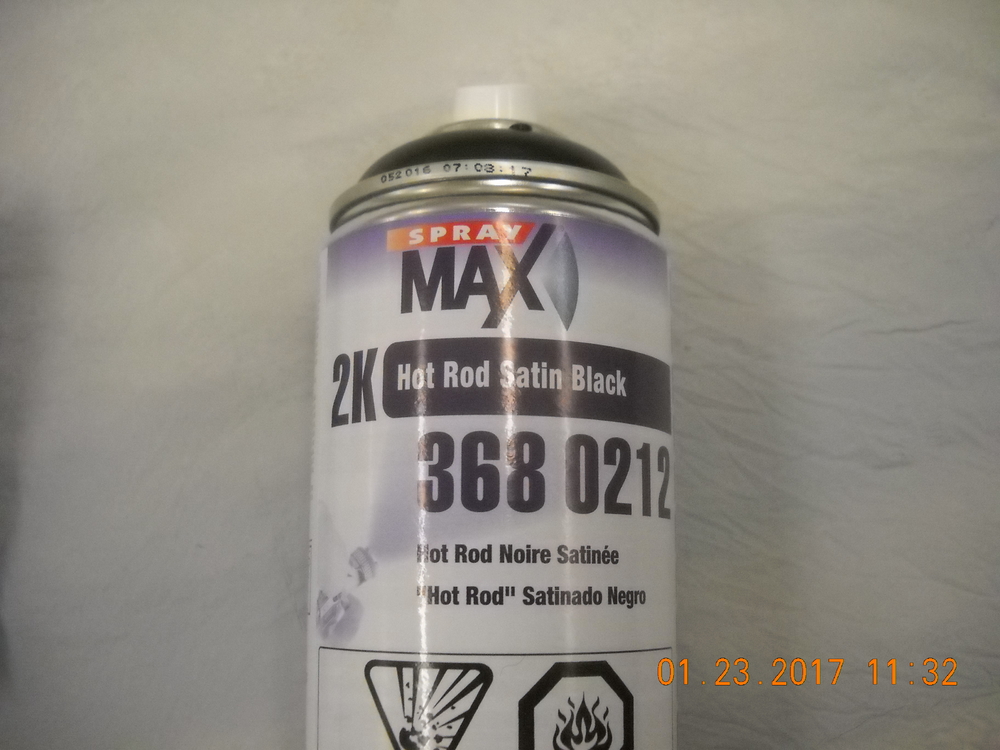 052016 07:08:17
SPRAY
MAX
2K Hot Rod Satin Black
368 0212
Hot Rod Noire Satinée
"Hot Rod" Satinado Negro
01.23.2017 11:32